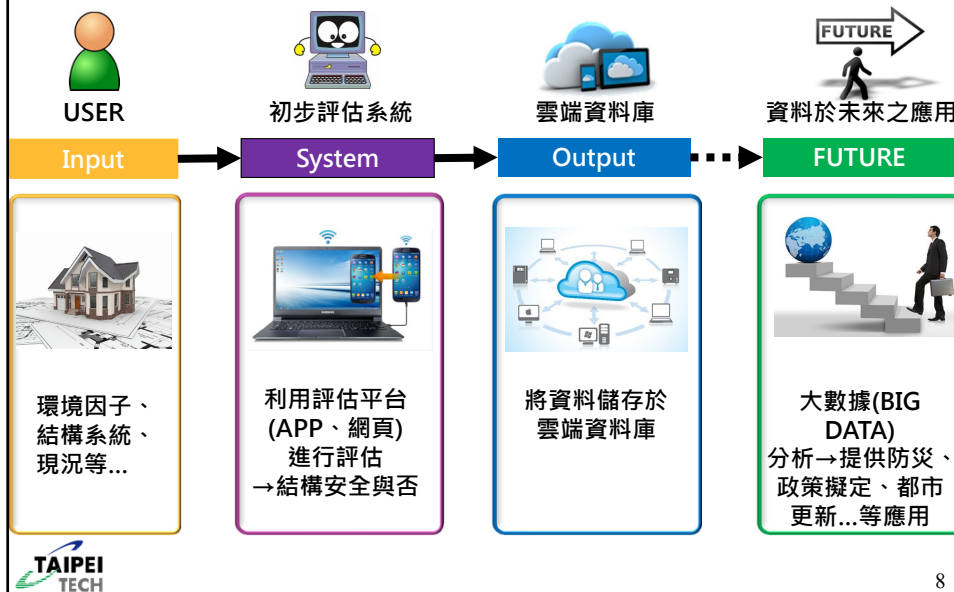 FUTURE
USER
初步評估系統
雲端資料庫
資料於未來之應用
Input
System
Output
FUTURE
環境因子、
結構系統、
現況等...
利用評估平台
(APP、網頁)
進行評估
→結構安全與否
將資料儲存於
雲端資料庫
大數據(BIG
DATA)
分析→提供防災、
政策擬定、都市
更新...等應用
TAIPEI
TECH
8